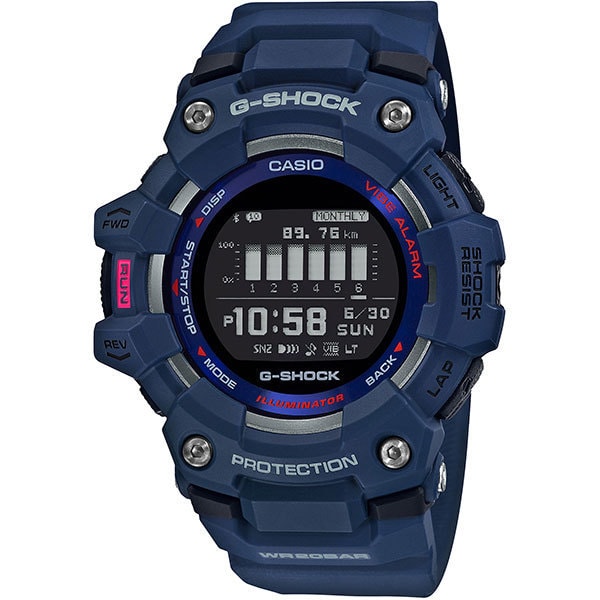 G-SHOCK
CASIO
DISP
VIBE ALARM
LIGHT
FWD
MONTHLY
89.76 km
100
0%
1 2 3 4 5 6
START/STOP
RUN
SHOCK RESIST
P 10:58 6/30
SUN
SNZ VIB LT
REV
MODE
G-SHOCK
BACK
LAP
ILLUMINATOR
PROTECTION
WR20BAR